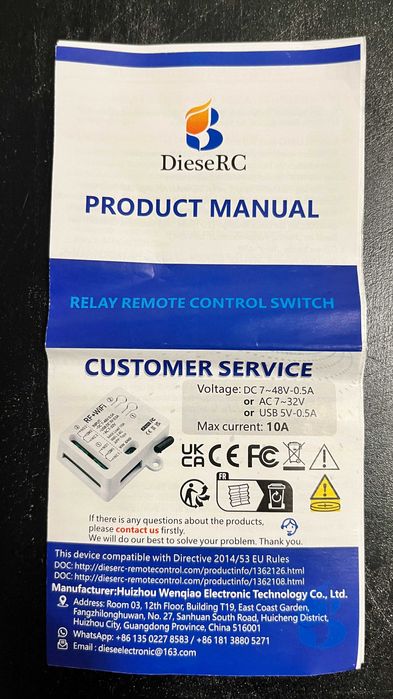 DieseRC
PRODUCT MANUAL
RELAY REMOTE CONTROL SWITCH
CUSTOMER SERVICE
Voltage: DC 7~48V-0.5A
or AC 7~32V
or USB 5V-0.5A
Max current: 10A
RF+WiFi
UK
CA CE FC
FR
If there is any questions about the products,
please contact us firstly.
We will do our best to solve your problem. Thank you.
This device compatible with Directive 2014/53 EU Rules
DOC: http://dieserc-remotecontrol.com/productinfo/1362126.html
DOC: http://dieserc-remotecontrol.com/productinfo/1362108.html
Manufacturer:Huizhou Wenqiao Electronic Technology Co., Ltd.
Address: Room 03, 12th Floor, Building T19, East Coast Garden,
Fangzhilonghuwan, No. 27, Sanhuan South Road, Huicheng District,
Huizhou City, Guangdong Province, China 516001
WhatsApp: +86 135 0227 8583 / +86 181 3880 5271
Email : dieseelectronic@163.com